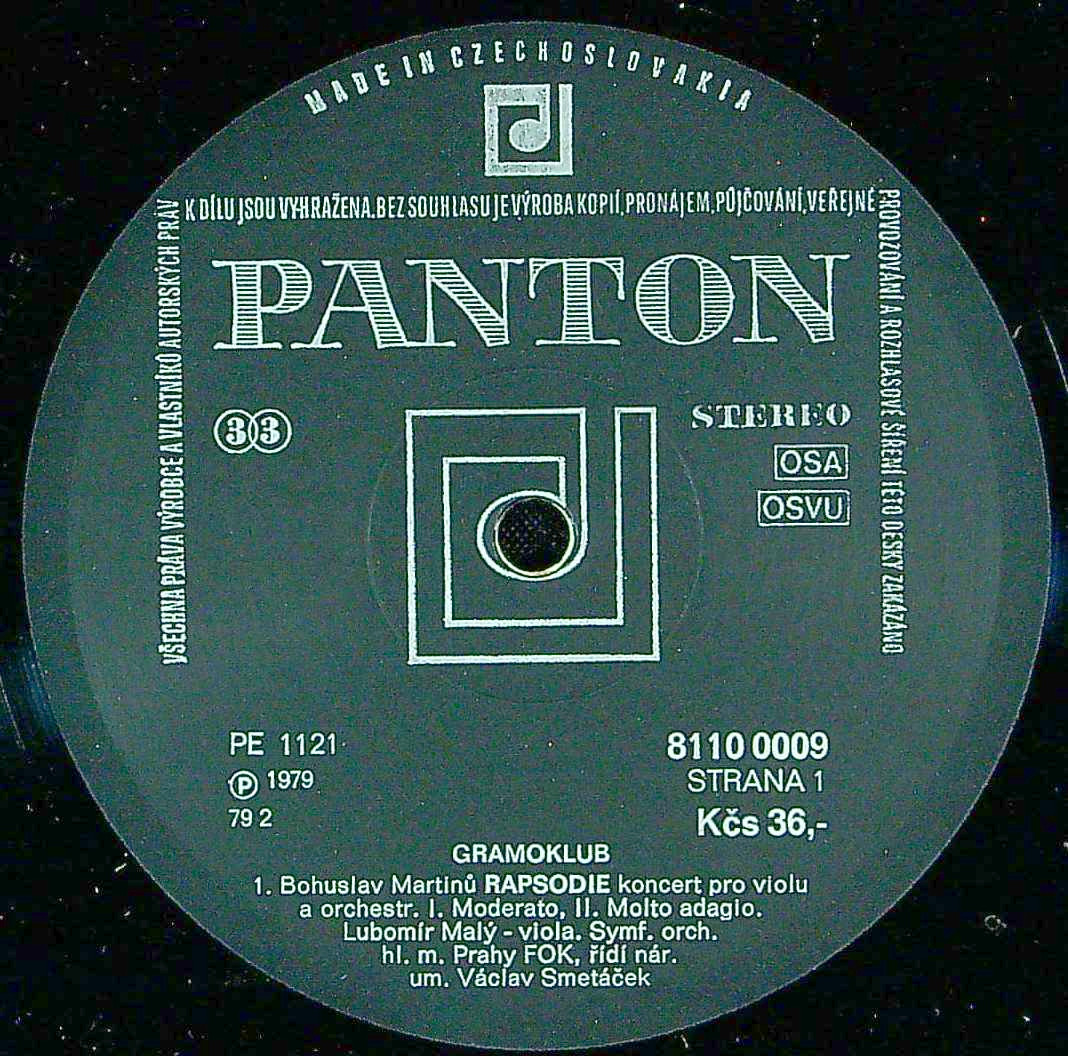 MADE IN CZECHOSLOVAKIA
VŠECHNA PRÁVA VÝROBCE A VLASTNÍKŮ AUTORSKÝCH PRÁV
K DÍLU JSOU VYHRAŽENA. BEZ SOUHLASU JE VÝROBA KOPIÍ, PRONÁJEM, PŮJČOVÁNÍ, VEŘEJNÉ
PROVOZOVÁNÍ A ROZHLASOVÉ ŠÍŘENÍ TÉTO DESKY ZAKÁZÁNO
PANTON
33
STEREO
OSA
OSVU
PE 1121
Ⓟ 1979
79 2
8110 0009
STRANA 1
Kčs 36,-
GRAMOKLUB
1. Bohuslav Martinů RAPSODIE koncert pro violu
a orchestr. I. Moderato, II. Molto adagio.
Lubomír Malý - viola. Symf. orch.
hl. m. Prahy FOK, řídí nár.
um. Václav Smetáček